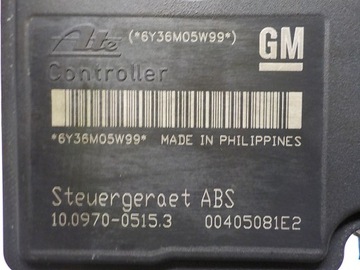 Ate (*6Y36M05W99*) GM
Controller
*6Y36M05W99* MADE IN PHILIPPINES
Steuergeraet ABS
10.0970-0515.3 00405081E2